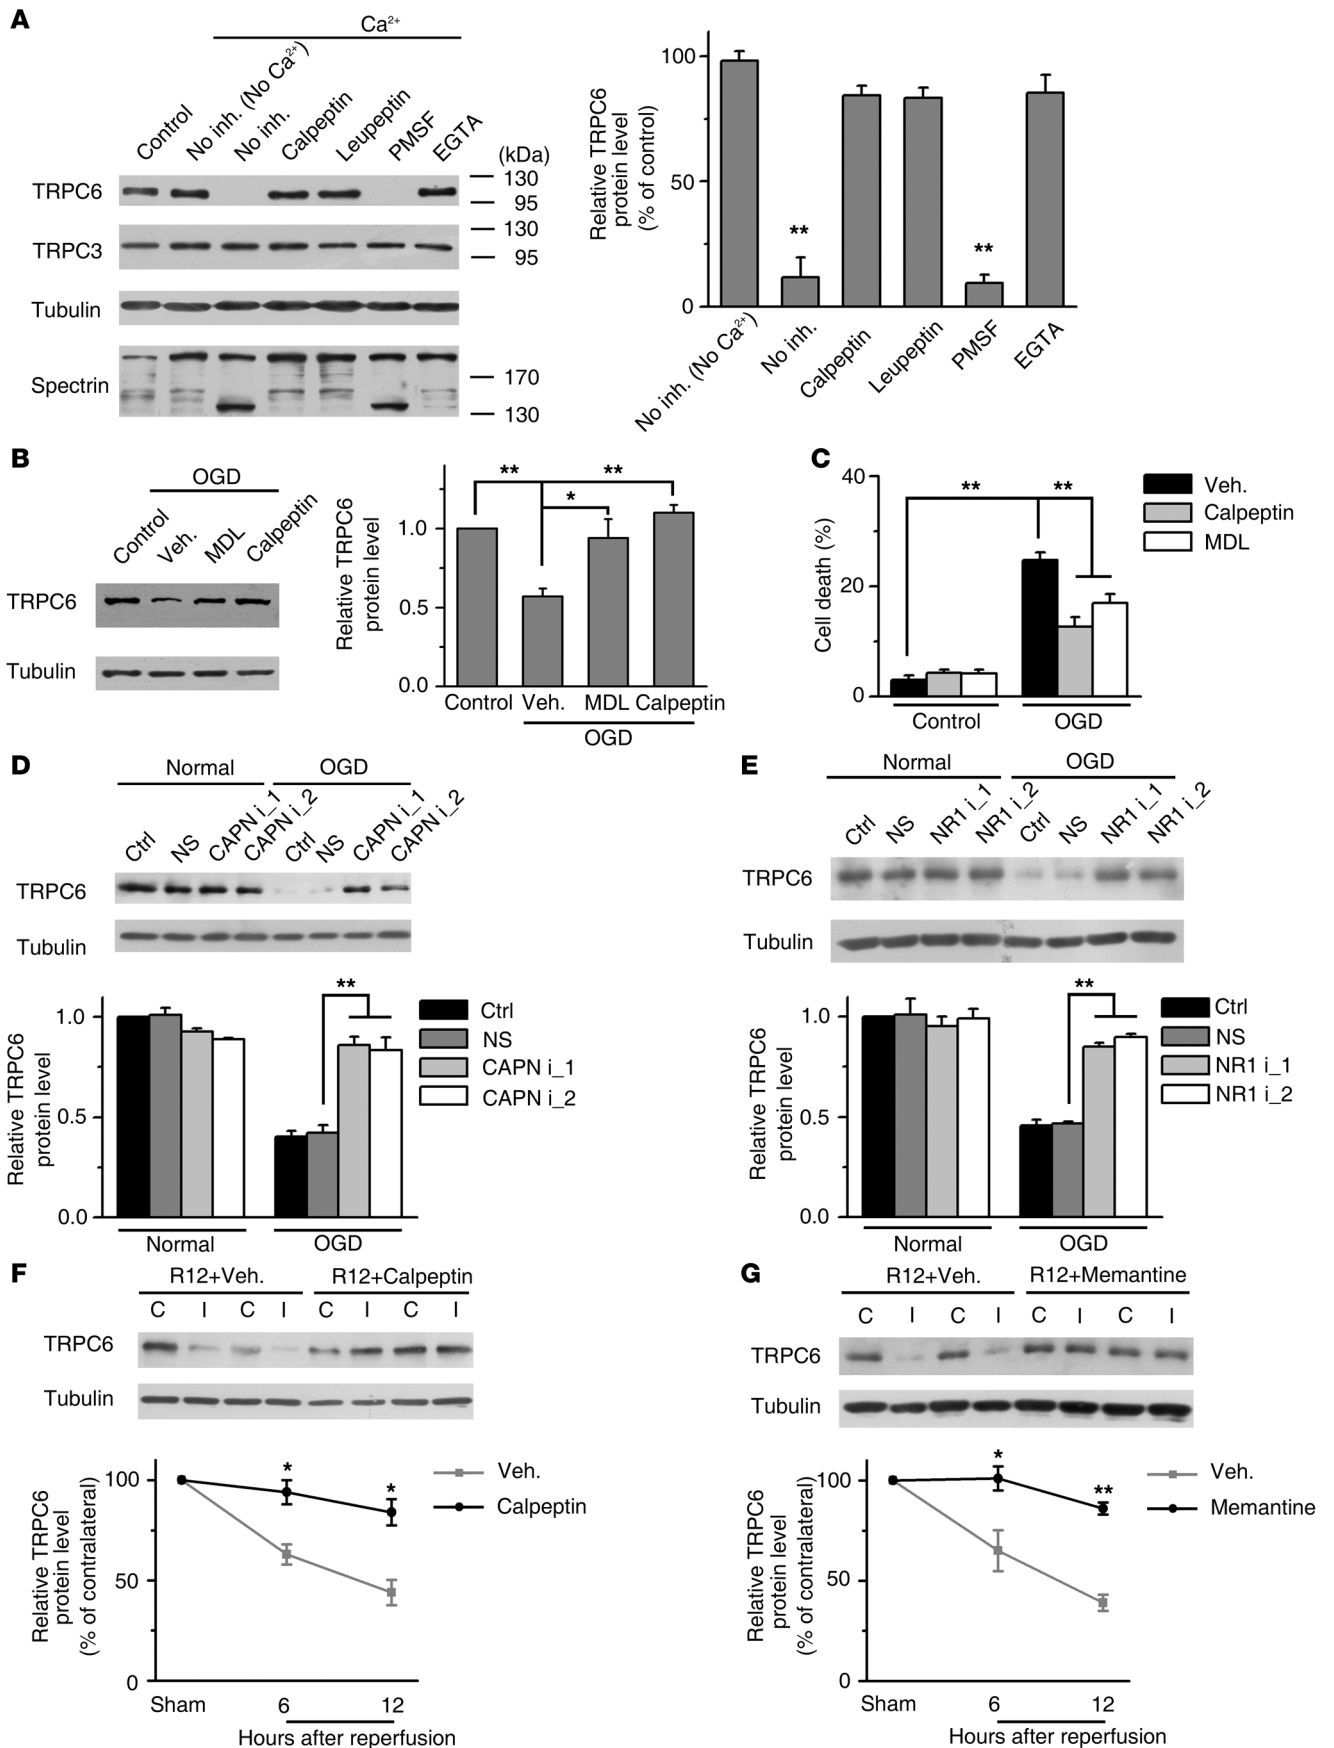 A
Ca²⁺
Control
No inh. (No Ca²⁺)
No inh.
Calpeptin
Leupeptin
PMSF
EGTA
(kDa)
TRPC6
130
95
TRPC3
130
95
Tubulin
Spectrin
170
130
Relative TRPC6
protein level
(% of control)
100
50
0
**
**
No inh. (No Ca²⁺)
No inh.
Calpeptin
Leupeptin
PMSF
EGTA
B
OGD
Control
Veh.
MDL
Calpeptin
TRPC6
Tubulin
Relative TRPC6
protein level
1.0
0.5
0.0
**
**
*
Control
Veh.
MDL
Calpeptin
OGD
C
Cell death (%)
40
20
0
**
**
Control
OGD
Veh.
Calpeptin
MDL
D
Normal
OGD
Ctrl
NS
CAPN i_1
CAPN i_2
Ctrl
NS
CAPN i_1
CAPN i_2
TRPC6
Tubulin
Relative TRPC6
protein level
1.0
0.5
0.0
**
Normal
OGD
Ctrl
NS
CAPN i_1
CAPN i_2
E
Normal
OGD
Ctrl
NS
NR1 i_1
NR1 i_2
Ctrl
NS
NR1 i_1
NR1 i_2
TRPC6
Tubulin
Relative TRPC6
protein level
1.0
0.5
0.0
**
Normal
OGD
Ctrl
NS
NR1 i_1
NR1 i_2
F
R12+Veh.
R12+Calpeptin
C I C I C I C I
TRPC6
Tubulin
Relative TRPC6
protein level
(% of contralateral)
100
50
0
*
*
Veh.
Calpeptin
Sham
6
12
Hours after reperfusion
G
R12+Veh.
R12+Memantine
C I C I C I C I
TRPC6
Tubulin
Relative TRPC6
protein level
(% of contralateral)
100
50
0
*
**
Veh.
Memantine
Sham
6
12
Hours after reperfusion